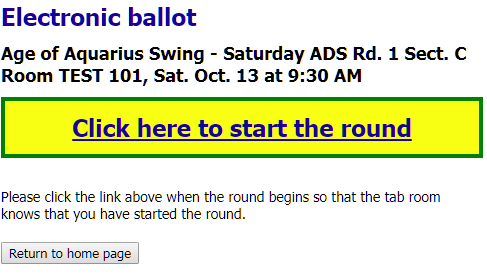 Electronic ballot
Age of Aquarius Swing - Saturday ADS Rd. 1 Sect. C
Room TEST 101, Sat. Oct. 13 at 9:30 AM
Click here to start the round
Please click the link above when the round begins so that the tab room
knows that you have started the round.
Return to home page